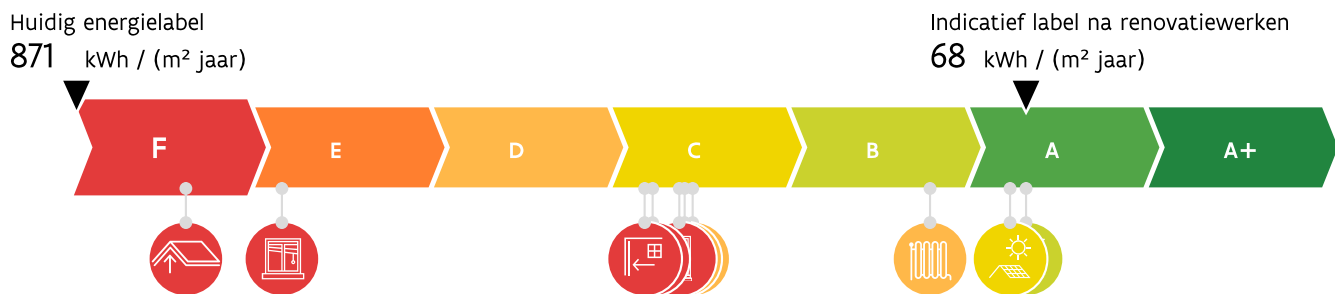 Huidig energielabel
871 kWh / (m² jaar)
Indicatief label na renovatiewerken
68 kWh / (m² jaar)
F
E
D
C
B
A
A+